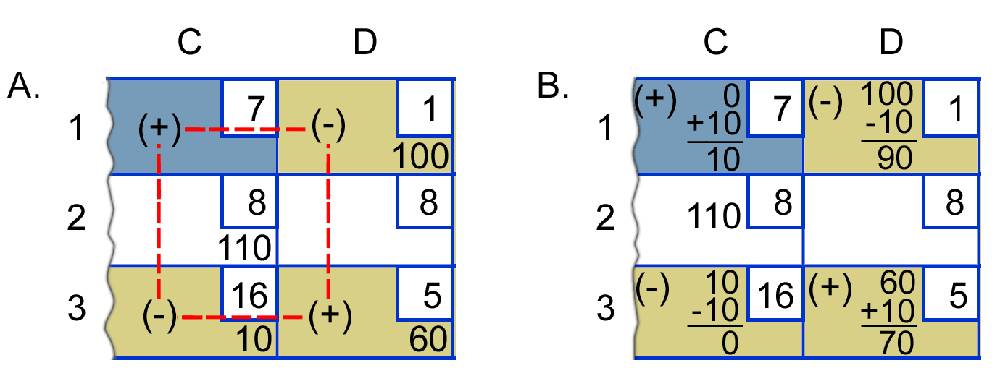 C D
A.
1 (+) 7 (-) 1
100
2 8 8
110
3 (-) 16 (+) 5
10 60
C D
B.
1 (+) 0 7 (-) 100 1
+10 -10
10 90
2 110 8 8
3 (-) 10 16 (+) 60 5
-10 +10
0 70